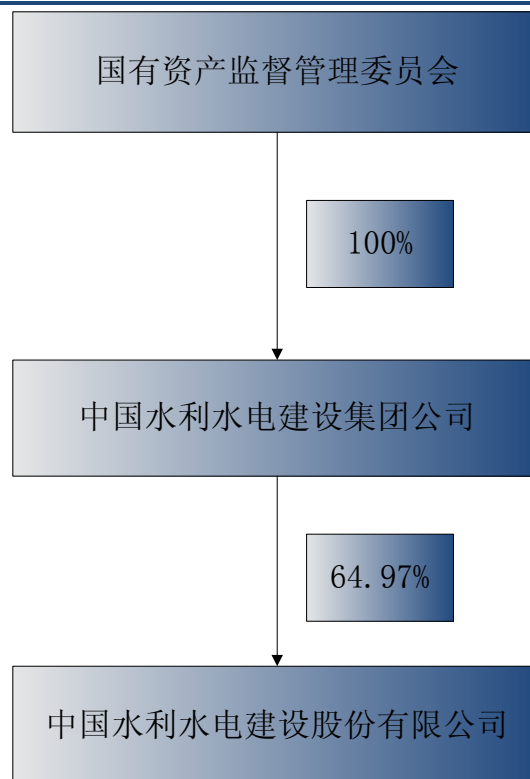 国有资产监督管理委员会
100%
中国水利水电建设集团公司
64.97%
中国水利水电建设股份有限公司